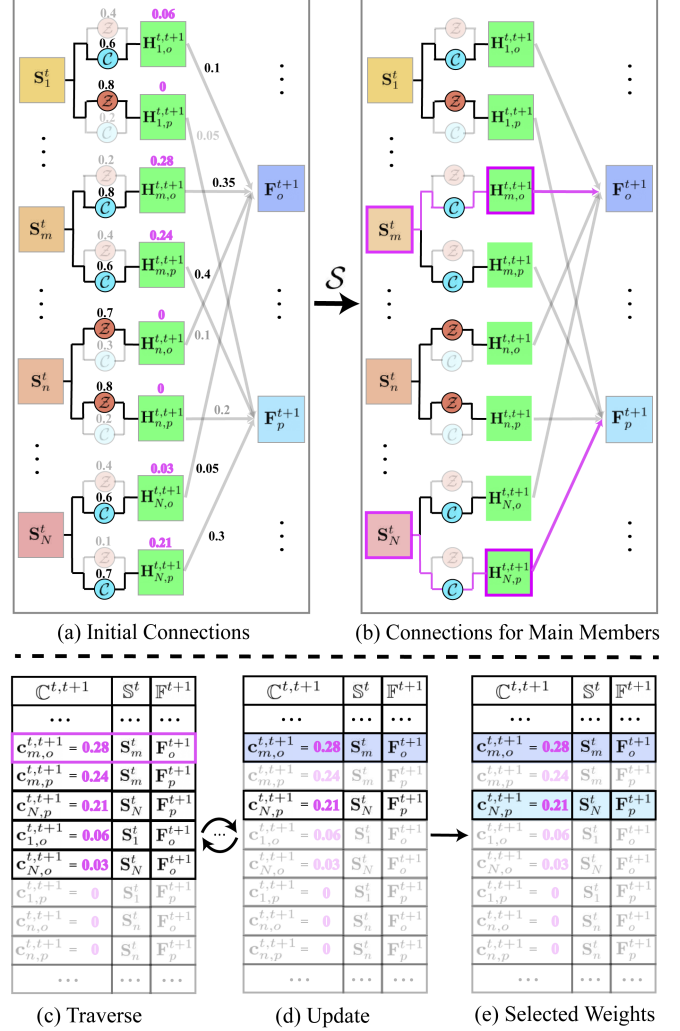 0.4 0.06
Z
0.6
C H_{1,o}^{t,t+1}
0.1
S_1^t
0.8 0
Z H_{1,p}^{t,t+1}
0.2 0.05
C
0.2 0.28
Z
0.8 0.35
C H_{m,o}^{t,t+1} F_o^{t+1}
S_m^t
0.4 0.24
Z
0.6 0.4
C H_{m,p}^{t,t+1}
0.7 0
Z
0.3 0.1
C H_{n,o}^{t,t+1}
S_n^t
0.8 0
Z 0.2
0.2 H_{n,p}^{t,t+1} F_p^{t+1}
C
0.4 0.03
Z 0.05
0.6
C H_{N,o}^{t,t+1}
S_N^t
0.1 0.21
Z 0.3
0.7
C H_{N,p}^{t,t+1}
(a) Initial Connections
S
Z
C H_{1,o}^{t,t+1}
S_1^t
Z H_{1,p}^{t,t+1}
C
Z
C H_{m,o}^{t,t+1} F_o^{t+1}
S_m^t
Z
C H_{m,p}^{t,t+1}
Z
C H_{n,o}^{t,t+1}
S_n^t
Z H_{n,p}^{t,t+1} F_p^{t+1}
C
Z
C H_{N,o}^{t,t+1}
S_N^t
Z
C H_{N,p}^{t,t+1}
(b) Connections for Main Members
ℂ^{t,t+1} 𝕊^t 𝔽^{t+1}
... ... ...
c_{m,o}^{t,t+1} = 0.28 S_m^t F_o^{t+1}
c_{m,p}^{t,t+1} = 0.24 S_m^t F_p^{t+1}
c_{N,p}^{t,t+1} = 0.21 S_N^t F_p^{t+1}
c_{1,o}^{t,t+1} = 0.06 S_1^t F_o^{t+1}
c_{N,o}^{t,t+1} = 0.03 S_N^t F_o^{t+1}
c_{1,p}^{t,t+1} = 0 S_1^t F_p^{t+1}
c_{n,o}^{t,t+1} = 0 S_n^t F_o^{t+1}
c_{n,p}^{t,t+1} = 0 S_n^t F_p^{t+1}
... ... ...
(c) Traverse
...
ℂ^{t,t+1} 𝕊^t 𝔽^{t+1}
... ... ...
c_{m,o}^{t,t+1} = 0.28 S_m^t F_o^{t+1}
c_{m,p}^{t,t+1} = 0.24 S_m^t F_p^{t+1}
c_{N,p}^{t,t+1} = 0.21 S_N^t F_p^{t+1}
c_{1,o}^{t,t+1} = 0.06 S_1^t F_o^{t+1}
c_{N,o}^{t,t+1} = 0.03 S_N^t F_o^{t+1}
c_{1,p}^{t,t+1} = 0 S_1^t F_p^{t+1}
c_{n,o}^{t,t+1} = 0 S_n^t F_o^{t+1}
c_{n,p}^{t,t+1} = 0 S_n^t F_p^{t+1}
... ... ...
(d) Update
ℂ^{t,t+1} 𝕊^t 𝔽^{t+1}
... ... ...
c_{m,o}^{t,t+1} = 0.28 S_m^t F_o^{t+1}
c_{m,p}^{t,t+1} = 0.24 S_m^t F_p^{t+1}
c_{N,p}^{t,t+1} = 0.21 S_N^t F_p^{t+1}
c_{1,o}^{t,t+1} = 0.06 S_1^t F_o^{t+1}
c_{N,o}^{t,t+1} = 0.03 S_N^t F_o^{t+1}
c_{1,p}^{t,t+1} = 0 S_1^t F_p^{t+1}
c_{n,o}^{t,t+1} = 0 S_n^t F_o^{t+1}
c_{n,p}^{t,t+1} = 0 S_n^t F_p^{t+1}
... ... ...
(e) Selected Weights